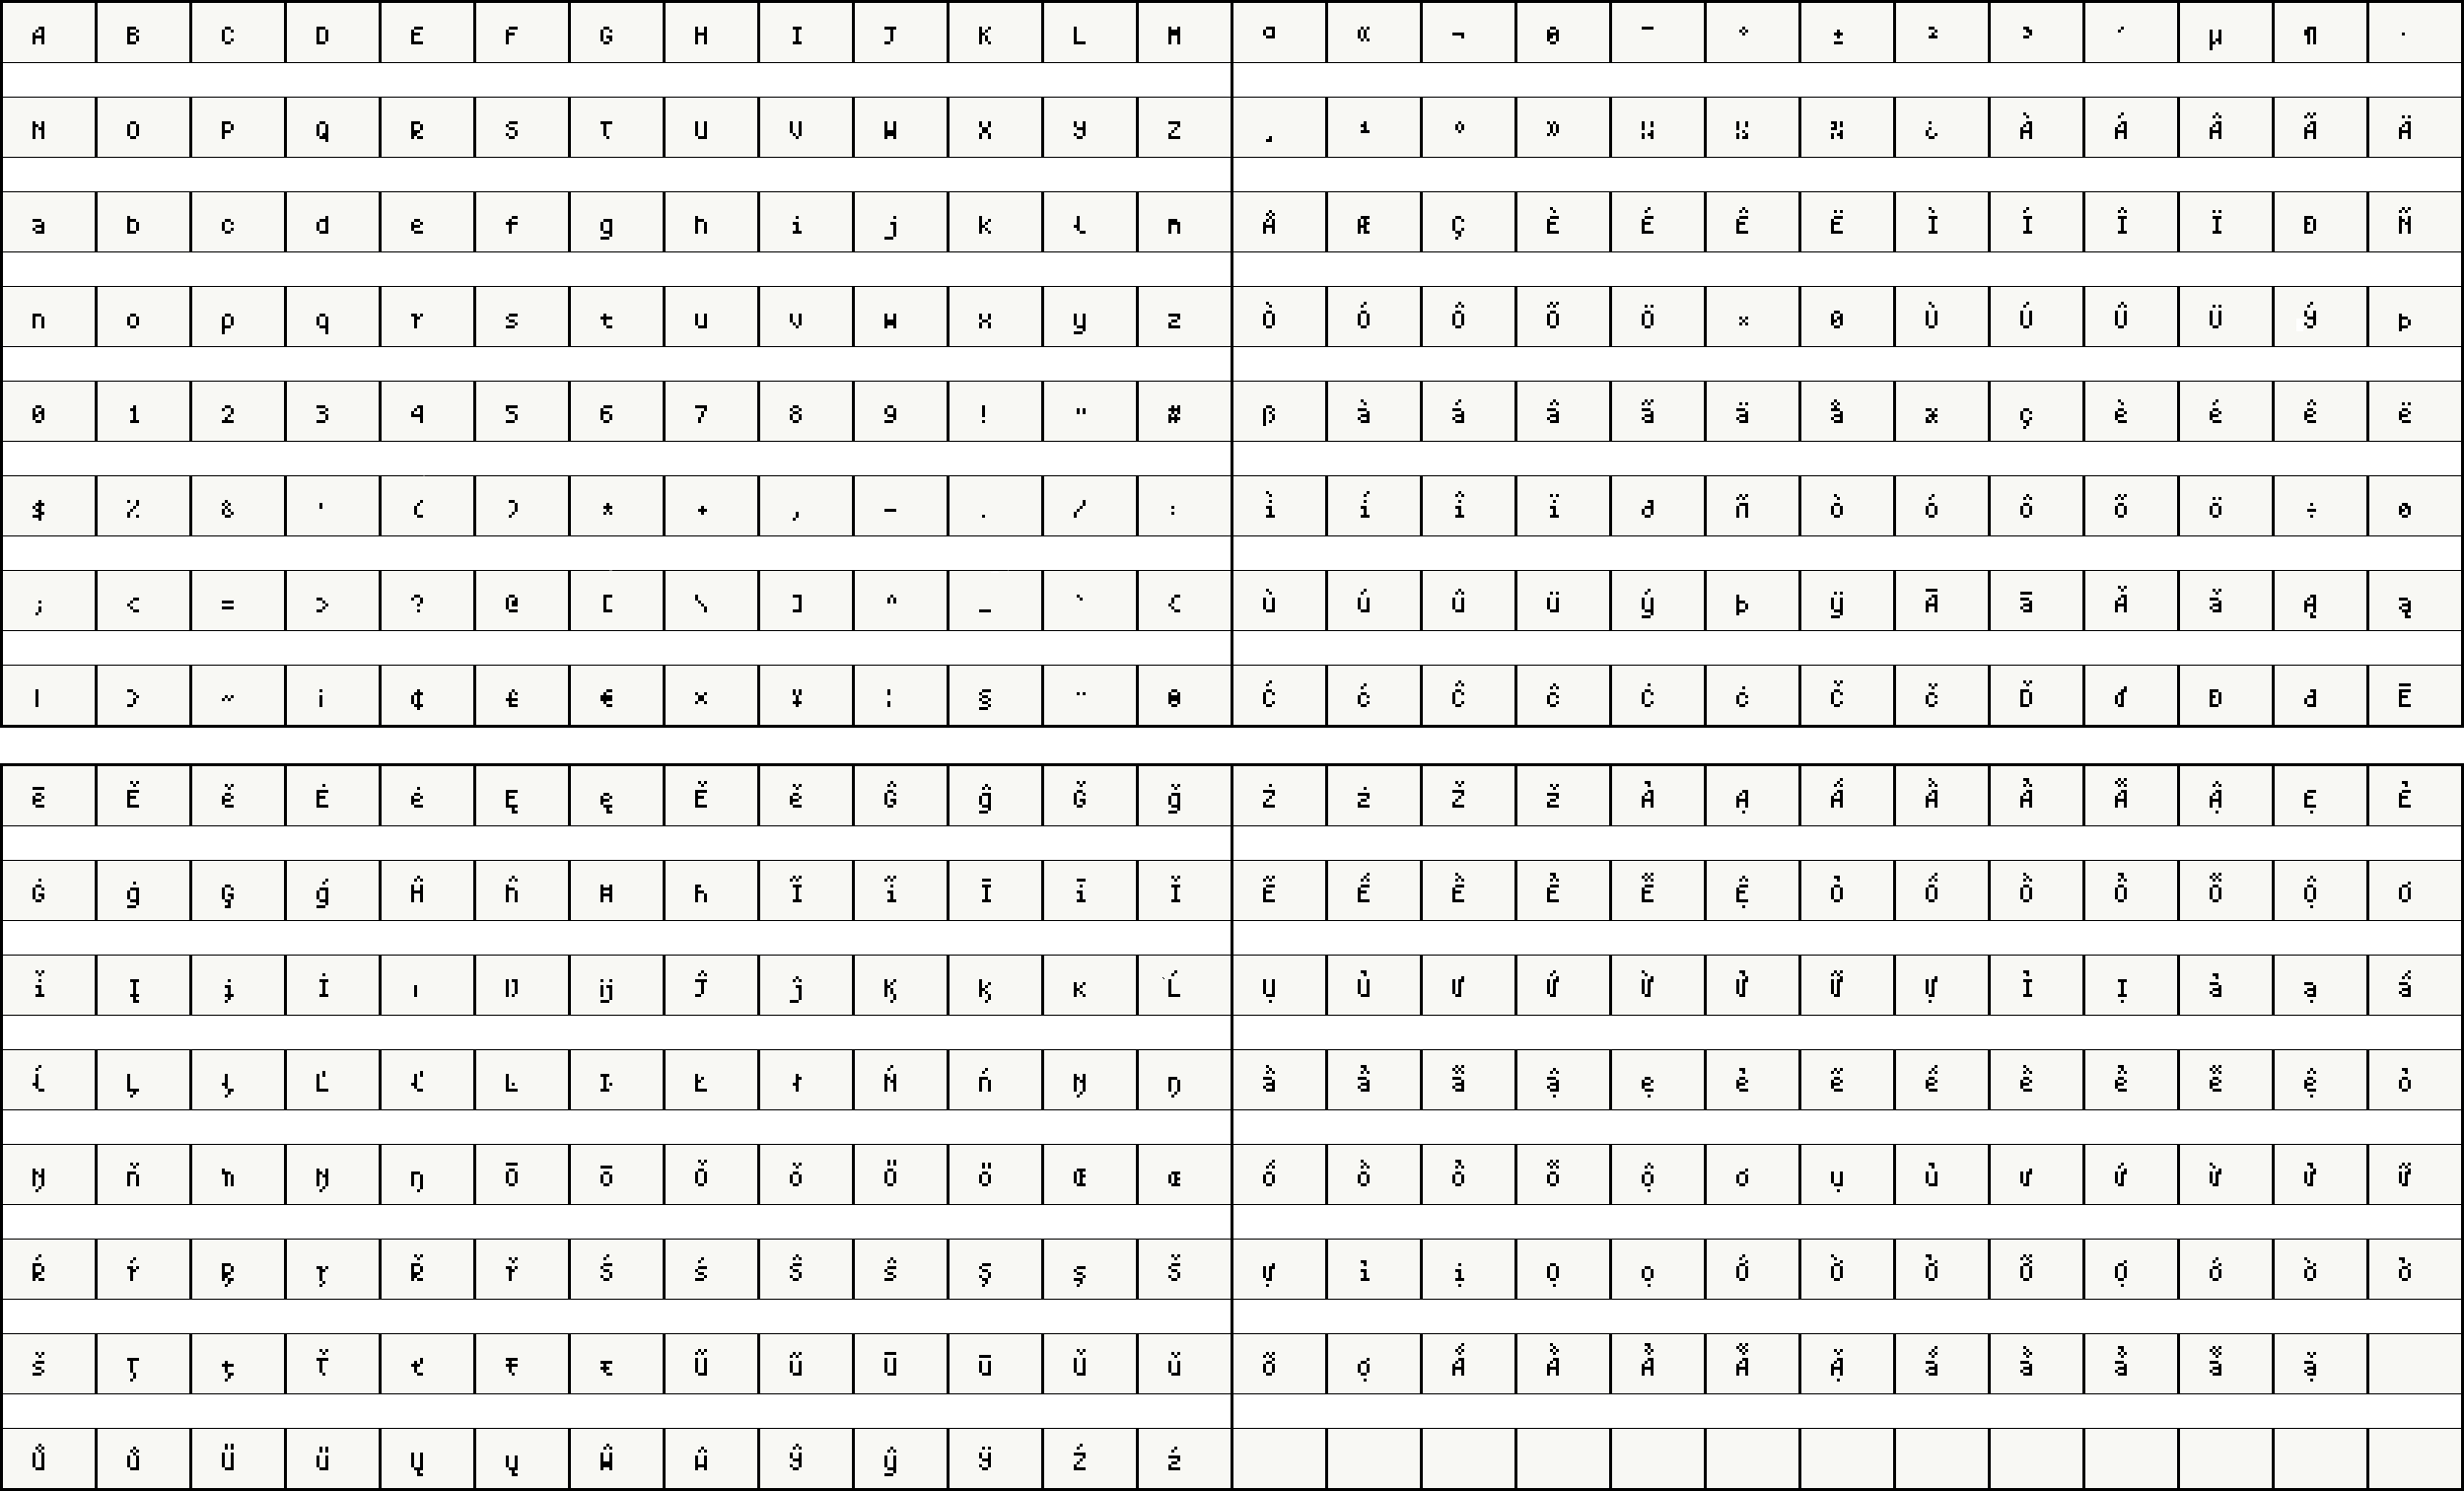 A B C D E F G H I J K L M
N O P Q R S T U V W X Y Z
a b c d e f g h i j k l m
n o p q r s t u v w x y z
0 1 2 3 4 5 6 7 8 9 ! " #
$ % & ' ( ) * + , - . / :
; < = > ? @ [ \ ] ^ _ ` {
| } ~ ¡ ¢ £ € × ¥ ¦ § ¨ ©
ª « ¬ ® ¯ ° ± ² ³ ´ µ ¶ ·
¸ ¹ º » ¼ ½ ¾ ¿ À Á Â Ã Ä
Å Æ Ç È É Ê Ë Ì Í Î Ï Ð Ñ
Ò Ó Ô Õ Ö × Ø Ù Ú Û Ü Ý Þ
ß à á â ã ä å æ ç è é ê ë
ì í î ï ð ñ ò ó ô õ ö ÷ ø
ù ú û ü ý þ ÿ Ā ā Ă ă Ą ą
Ć ć Ĉ ĉ Ċ ċ Č č Ď ď Đ đ Ē
ē Ĕ ĕ Ė ė Ę ę Ě ě Ĝ ĝ Ğ ğ
Ġ ġ Ģ ģ Ĥ ĥ Ħ ħ Ĩ ĩ Ī ī Ĭ
ĭ Į į İ ı Ĳ ĳ Ĵ ĵ Ķ ķ ĸ Ĺ
ĺ Ļ ļ Ľ ľ Ŀ ŀ Ł ł Ń ń Ņ ņ
Ņ ň ŉ Ŋ ŋ Ō ō Ŏ ŏ Ő ő Œ œ
Ŕ ŕ Ŗ ŗ Ř ř Ś ś Ŝ ŝ Ş ş Š
š Ţ ţ Ť ť Ŧ ŧ Ũ ũ Ū ū Ŭ ŭ
Ů ů Ű ű Ų ų Ŵ ŵ Ŷ ŷ Ÿ Ź ź
Ż ż Ž ž Ả Ạ Ấ Ầ Ẩ Ẫ Ậ Ẹ Ẻ
Ẽ Ế Ề Ể Ễ Ệ Ỏ Ố Ồ Ổ Ỗ Ộ Ơ
Ụ Ủ Ư Ứ Ừ Ử Ữ Ự Ỉ Ị ả ạ ấ
ầ ẩ ẫ ậ ẹ ẻ ẽ ế ề ể ễ ệ ỏ
ố ồ ổ ỗ ộ ơ ụ ủ ư ứ ừ ử ữ
ự ỉ ị Ọ ọ Ớ Ờ Ở Ỡ Ợ ớ ờ ở
ỡ ợ Ắ Ằ Ẳ Ẵ Ặ ắ ằ ẳ ẵ ặ